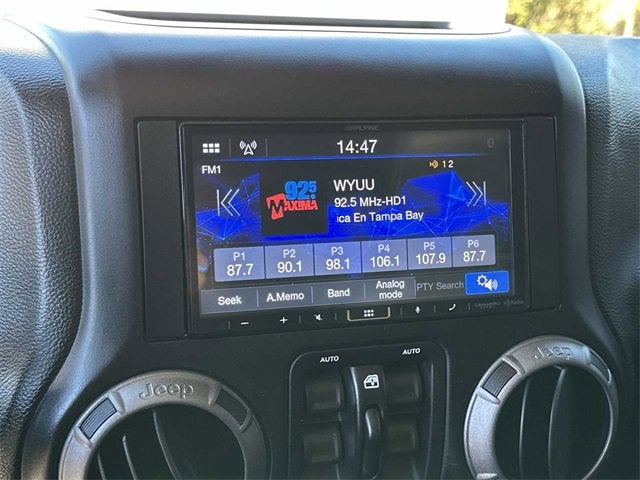 ALPINE
14:47
FM1
12
92.5
MAXIMA
WYUU
92.5 MHz-HD1
ica En Tampa Bay
P1 P2 P3 P4 P5 P6
87.7 90.1 98.1 106.1 107.9 87.7
Seek A.Memo Band Analog mode PTY Search
AUTO AUTO
Jeep Jeep